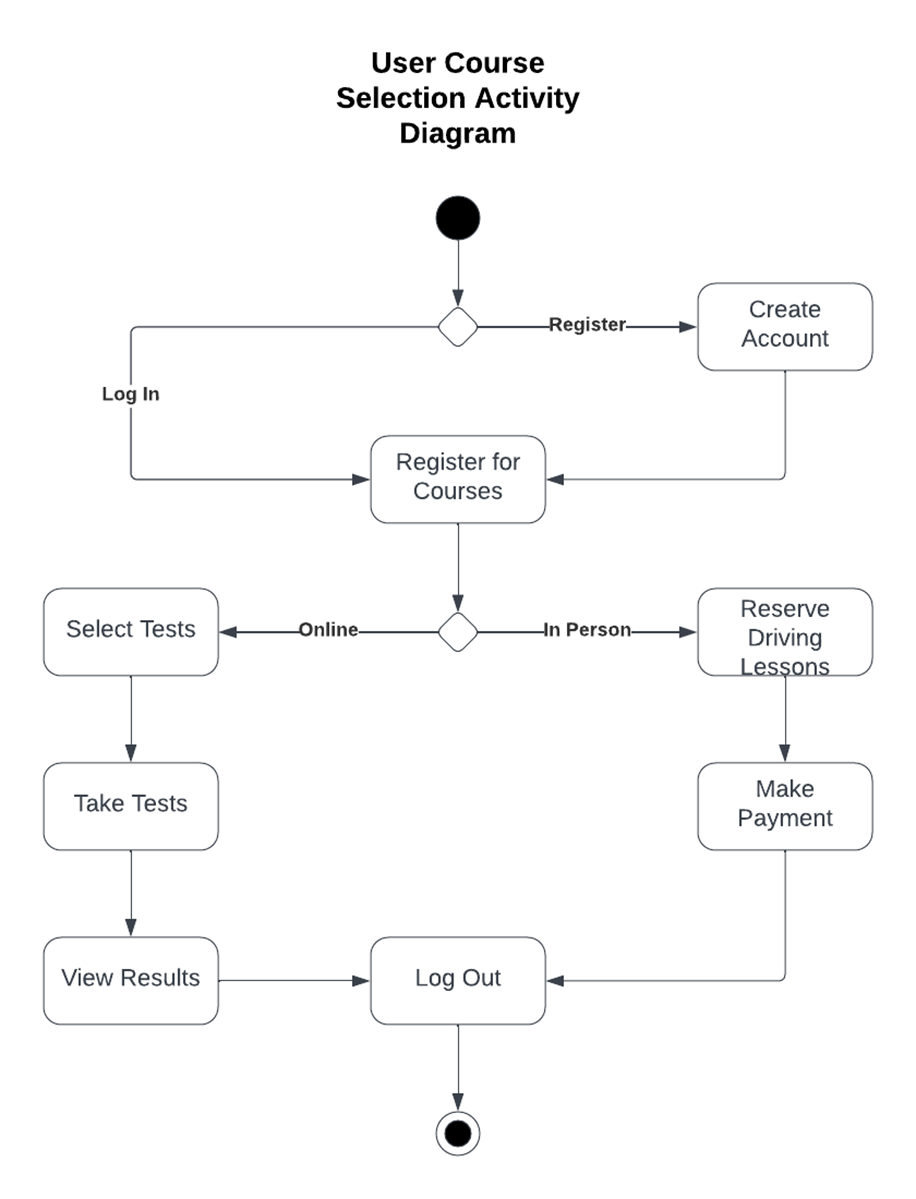 User Course
Selection Activity
Diagram
Register
Create
Account
Log In
Register for
Courses
Select Tests
Online
In Person
Reserve
Driving
Lessons
Take Tests
Make
Payment
View Results
Log Out